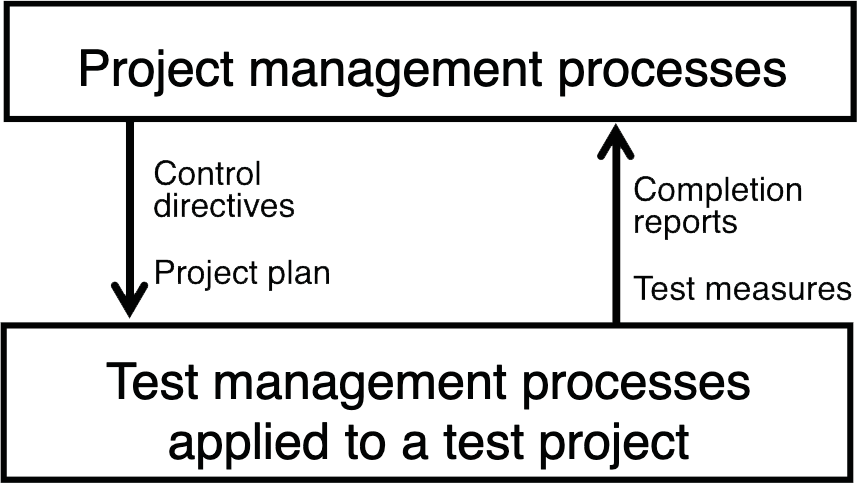 Project management processes
Control
directives
Project plan
Completion
reports
Test measures
Test management processes
applied to a test project